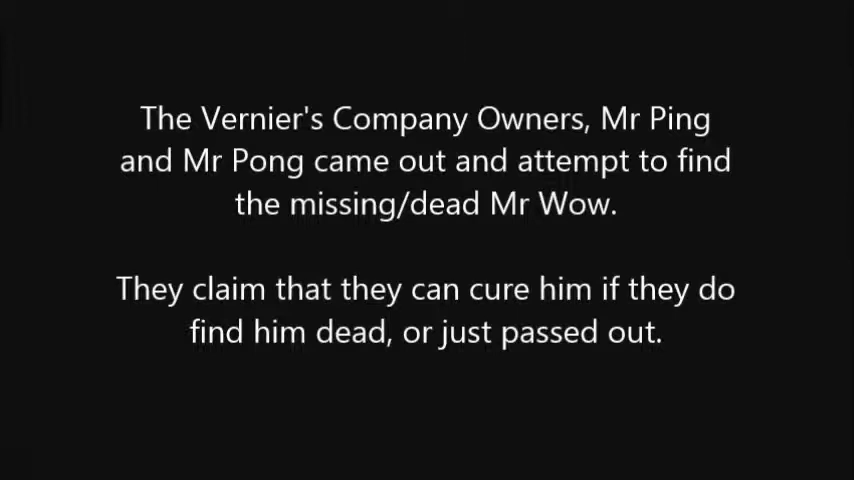 The Vernier's Company Owners, Mr Ping
and Mr Pong came out and attempt to find
the missing/dead Mr Wow.
They claim that they can cure him if they do
find him dead, or just passed out.